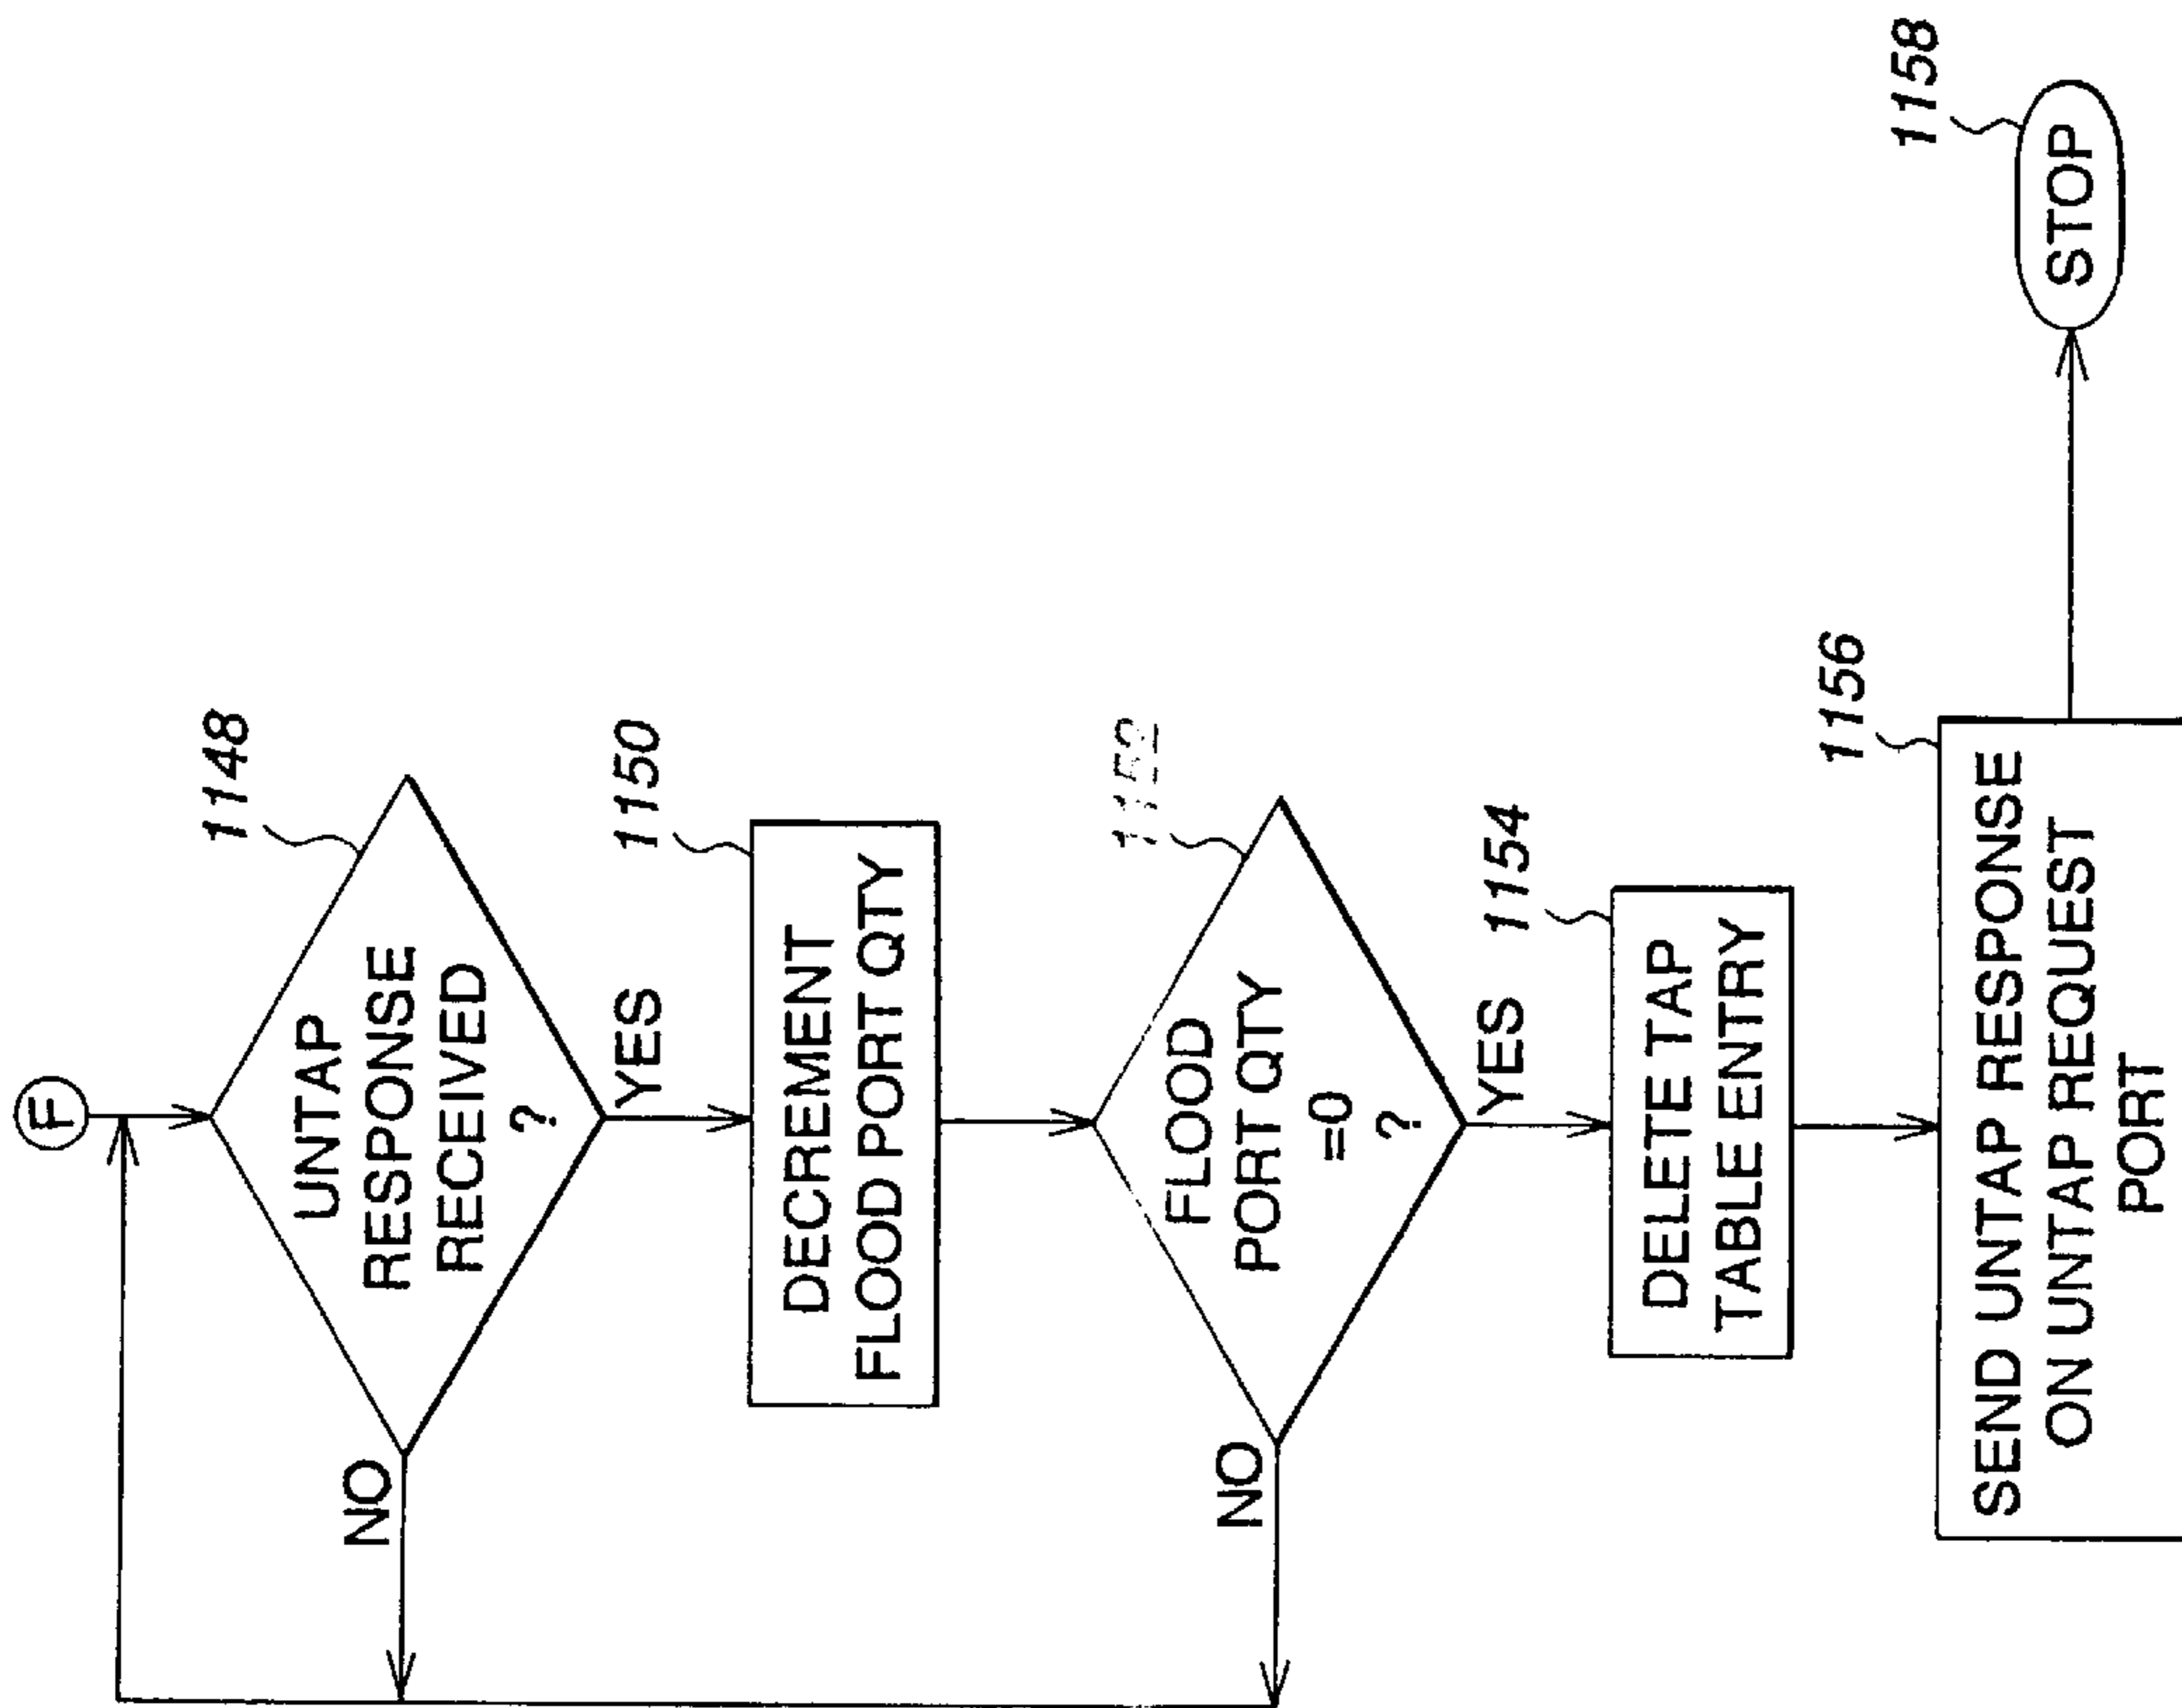 F
1148
UNTAP
RESPONSE
RECEIVED
?
NO
YES
1150
DECREMENT
FLOOD PORT QTY
1152
FLOOD
PORT QTY
=0
?
NO
YES
1154
DELETE TAP
TABLE ENTRY
1156
SEND UNTAP RESPONSE
ON UNTAP REQUEST
PORT
1158
STOP